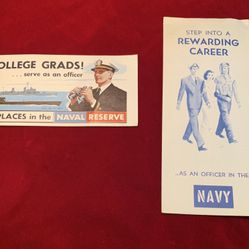 OLLEGE GRADS!
... serve as an officer
PLACES in the NAVAL RESERVE
STEP INTO A
REWARDING
CAREER
...AS AN OFFICER IN THE
NAVY